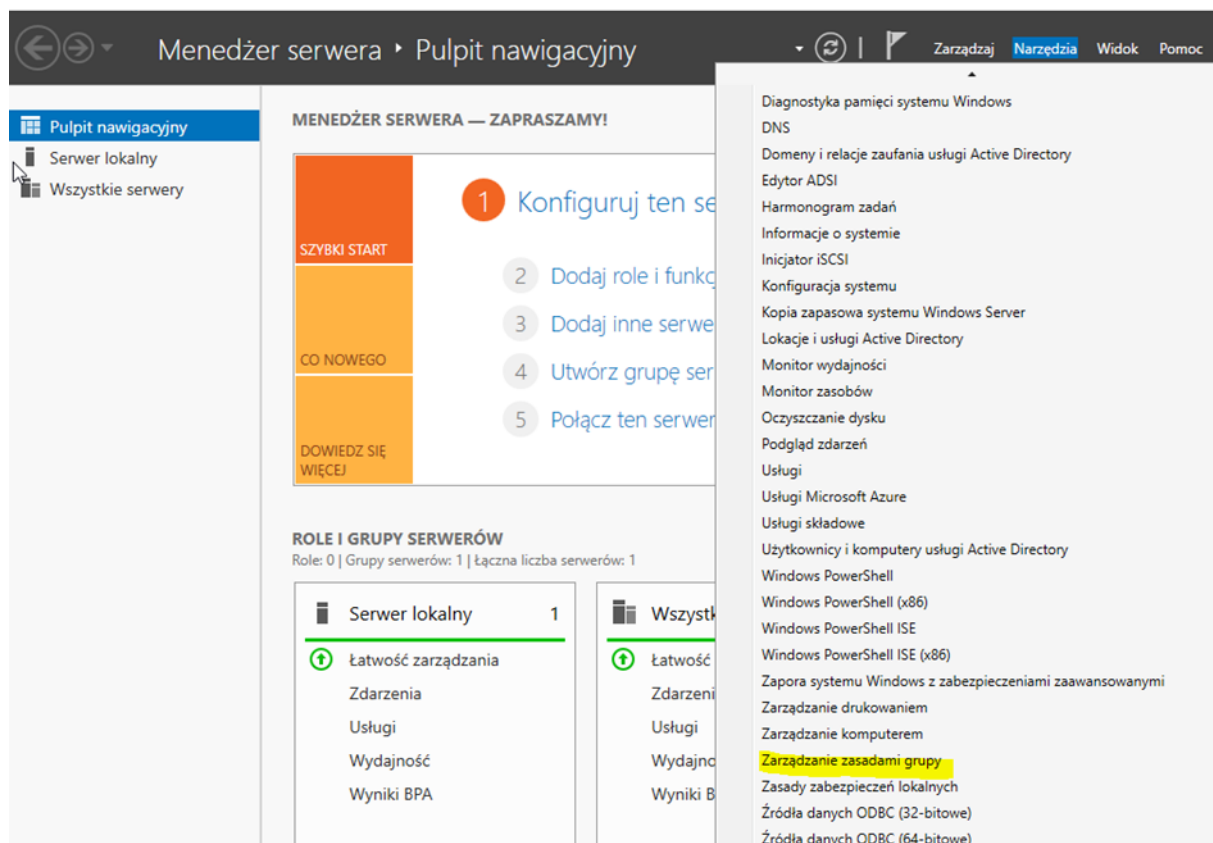 Menedżer serwera ‣ Pulpit nawigacyjny
Zarządzaj Narzędzia Widok Pomoc
Pulpit nawigacyjny
Serwer lokalny
Wszystkie serwery
MENEDŻER SERWERA — ZAPRASZAMY!
SZYBKI START
CO NOWEGO
DOWIEDZ SIĘ
WIĘCEJ
1 Konfiguruj ten se
2 Dodaj role i funkc
3 Dodaj inne serwe
4 Utwórz grupę ser
5 Połącz ten serwer
ROLE I GRUPY SERWERÓW
Role: 0 | Grupy serwerów: 1 | Łączna liczba serwerów: 1
Serwer lokalny 1
Łatwość zarządzania
Zdarzenia
Usługi
Wydajność
Wyniki BPA
Wszystk
Łatwość
Zdarzeni
Usługi
Wydajno
Wyniki B
Diagnostyka pamięci systemu Windows
DNS
Domeny i relacje zaufania usługi Active Directory
Edytor ADSI
Harmonogram zadań
Informacje o systemie
Inicjator iSCSI
Konfiguracja systemu
Kopia zapasowa systemu Windows Server
Lokacje i usługi Active Directory
Monitor wydajności
Monitor zasobów
Oczyszczanie dysku
Podgląd zdarzeń
Usługi
Usługi Microsoft Azure
Usługi składowe
Użytkownicy i komputery usługi Active Directory
Windows PowerShell
Windows PowerShell (x86)
Windows PowerShell ISE
Windows PowerShell ISE (x86)
Zapora systemu Windows z zabezpieczeniami zaawansowanymi
Zarządzanie drukowaniem
Zarządzanie komputerem
Zarządzanie zasadami grupy
Zasady zabezpieczeń lokalnych
Źródła danych ODBC (32-bitowe)
Źródła danych ODBC (64-bitowe)